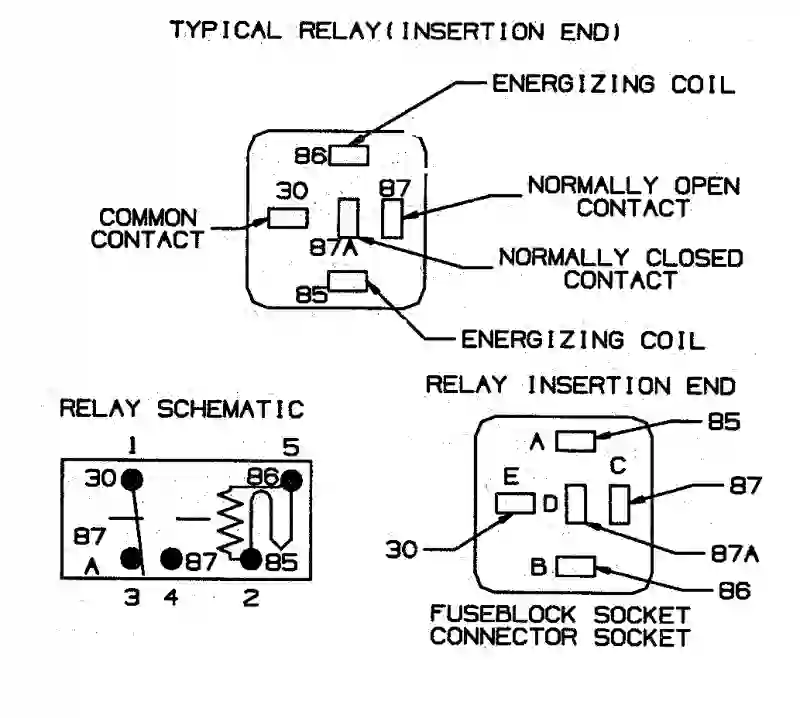 TYPICAL RELAY(INSERTION END)
ENERGIZING COIL
86
30
87
NORMALLY OPEN
CONTACT
COMMON
CONTACT
87A
NORMALLY CLOSED
CONTACT
85
ENERGIZING COIL
RELAY SCHEMATIC
1
5
30
86
87
A
87
85
3
4
2
RELAY INSERTION END
A
85
C
E
D
87
30
87A
B
86
FUSEBLOCK SOCKET
CONNECTOR SOCKET